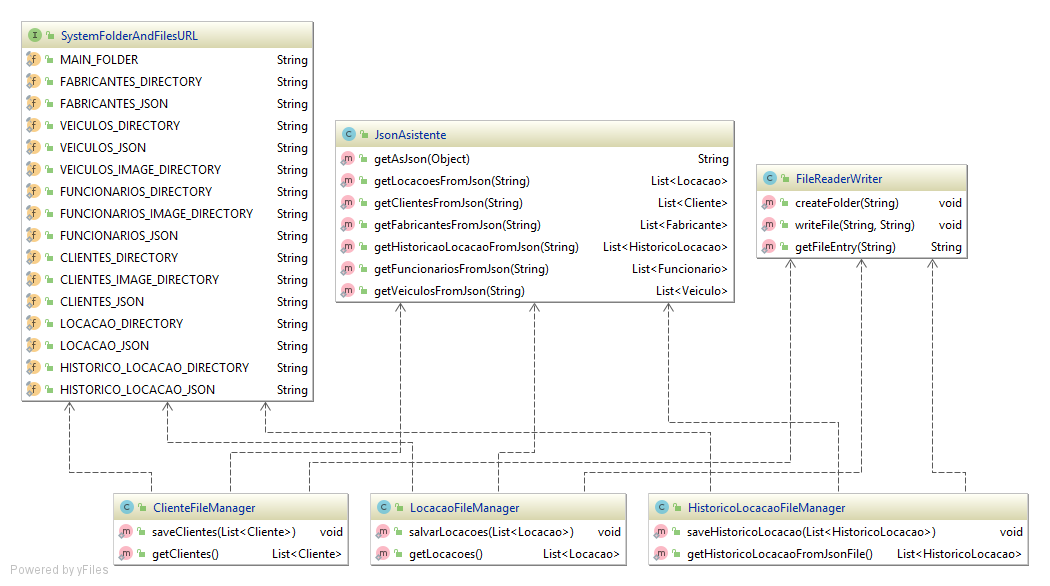 SystemFolderAndFilesURL
MAIN_FOLDER String
FABRICANTES_DIRECTORY String
FABRICANTES_JSON String
VEICULOS_DIRECTORY String
VEICULOS_JSON String
VEICULOS_IMAGE_DIRECTORY String
FUNCIONARIOS_DIRECTORY String
FUNCIONARIOS_IMAGE_DIRECTORY String
FUNCIONARIOS_JSON String
CLIENTES_DIRECTORY String
CLIENTES_IMAGE_DIRECTORY String
CLIENTES_JSON String
LOCACAO_DIRECTORY String
LOCACAO_JSON String
HISTORICO_LOCACAO_DIRECTORY String
HISTORICO_LOCACAO_JSON String
JsonAsistente
getAsJson(Object) String
getLocacoesFromJson(String) List<Locacao>
getClientesFromJson(String) List<Cliente>
getFabricantesFromJson(String) List<Fabricante>
getHistoricaoLocacaoFromJson(String) List<HistoricoLocacao>
getFuncionariosFromJson(String) List<Funcionario>
getVeiculosFromJson(String) List<Veiculo>
FileReaderWriter
createFolder(String) void
writeFile(String, String) void
getFileEntry(String) String
ClienteFileManager
saveClientes(List<Cliente>) void
getClientes() List<Cliente>
LocacaoFileManager
salvarLocacoes(List<Locacao>) void
getLocacoes() List<Locacao>
HistoricoLocacaoFileManager
saveHistoricoLocacao(List<HistoricoLocacao>) void
getHistoricoLocacaoFromJsonFile() List<HistoricoLocacao>
Powered by yFiles